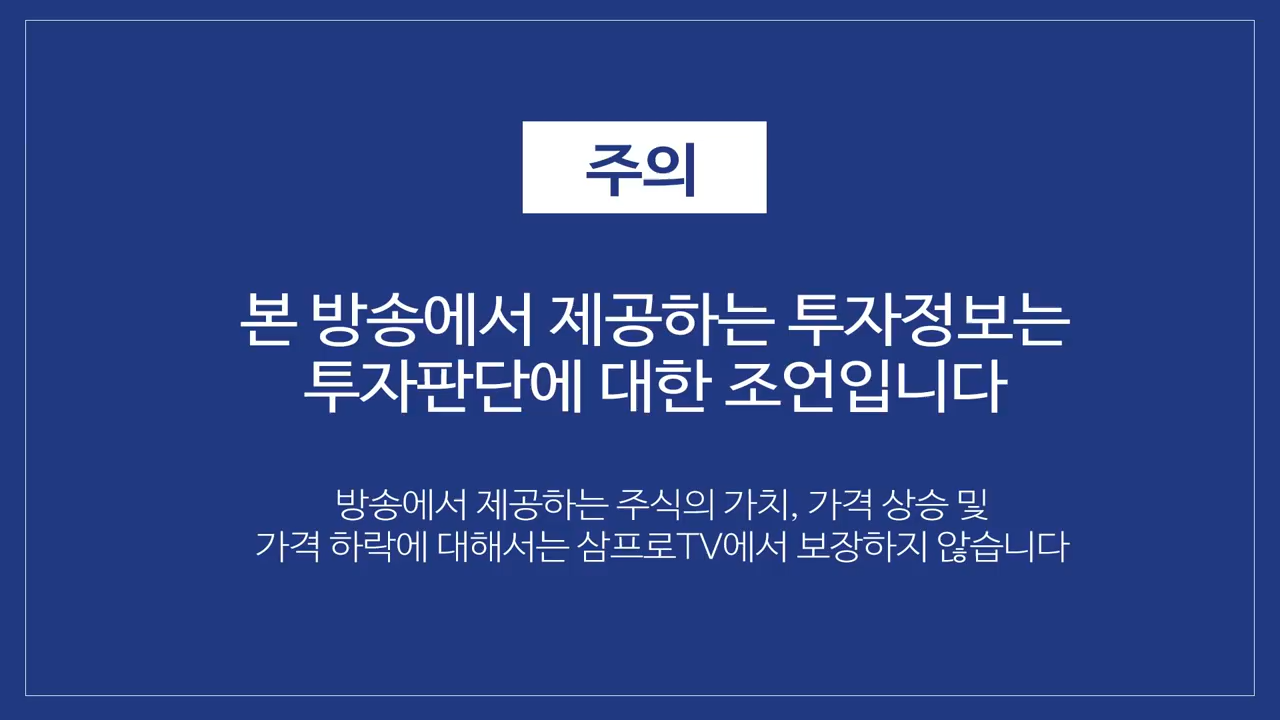 주의
본 방송에서 제공하는 투자정보는
투자판단에 대한 조언입니다
방송에서 제공하는 주식의 가치, 가격 상승 및
가격 하락에 대해서는 삼프로TV에서 보장하지 않습니다